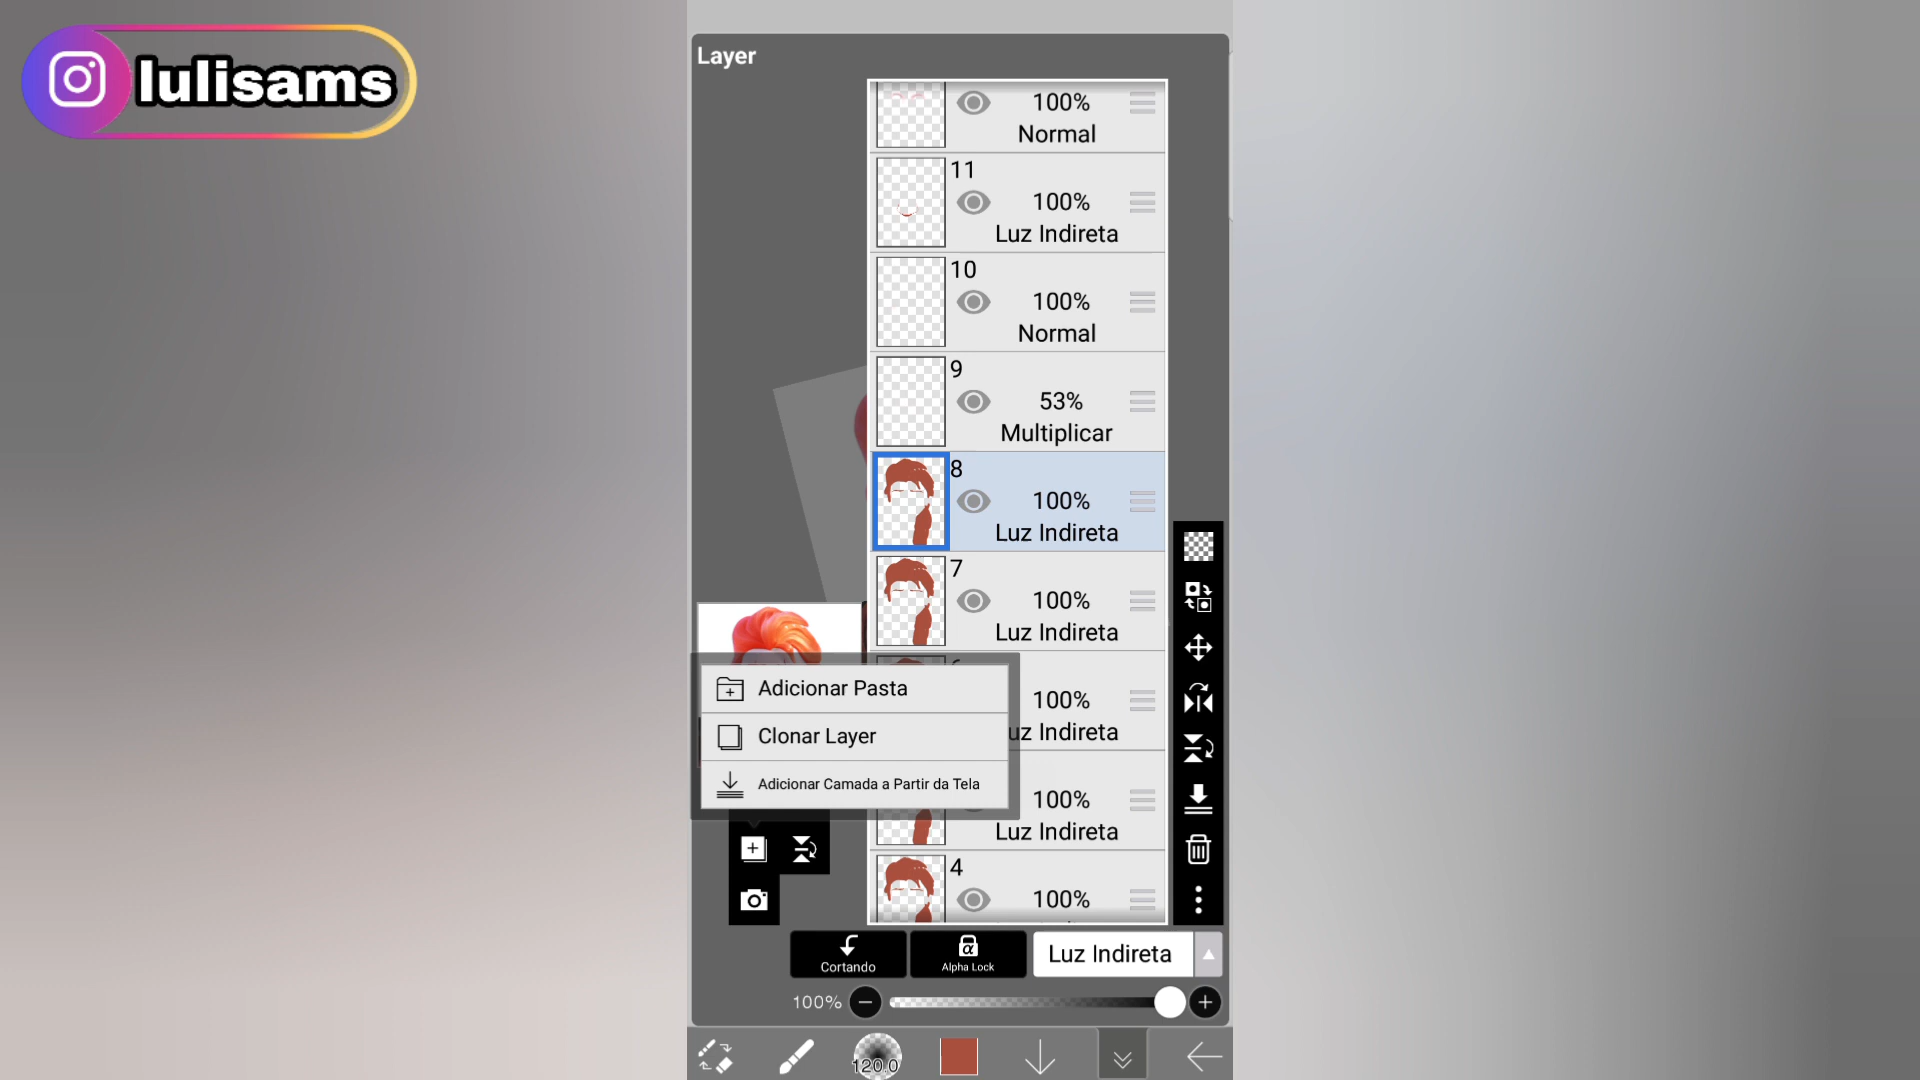 lulisams
Layer
100%
Normal
11
100%
Luz Indireta
10
100%
Normal
9
53%
Multiplicar
8
100%
Luz Indireta
7
100%
Luz Indireta
Adicionar Pasta
100%
uz Indireta
Clonar Layer
Adicionar Camada a Partir da Tela
100%
Luz Indireta
4
100%
Cortando
Alpha Lock
Luz Indireta
100%
120.0